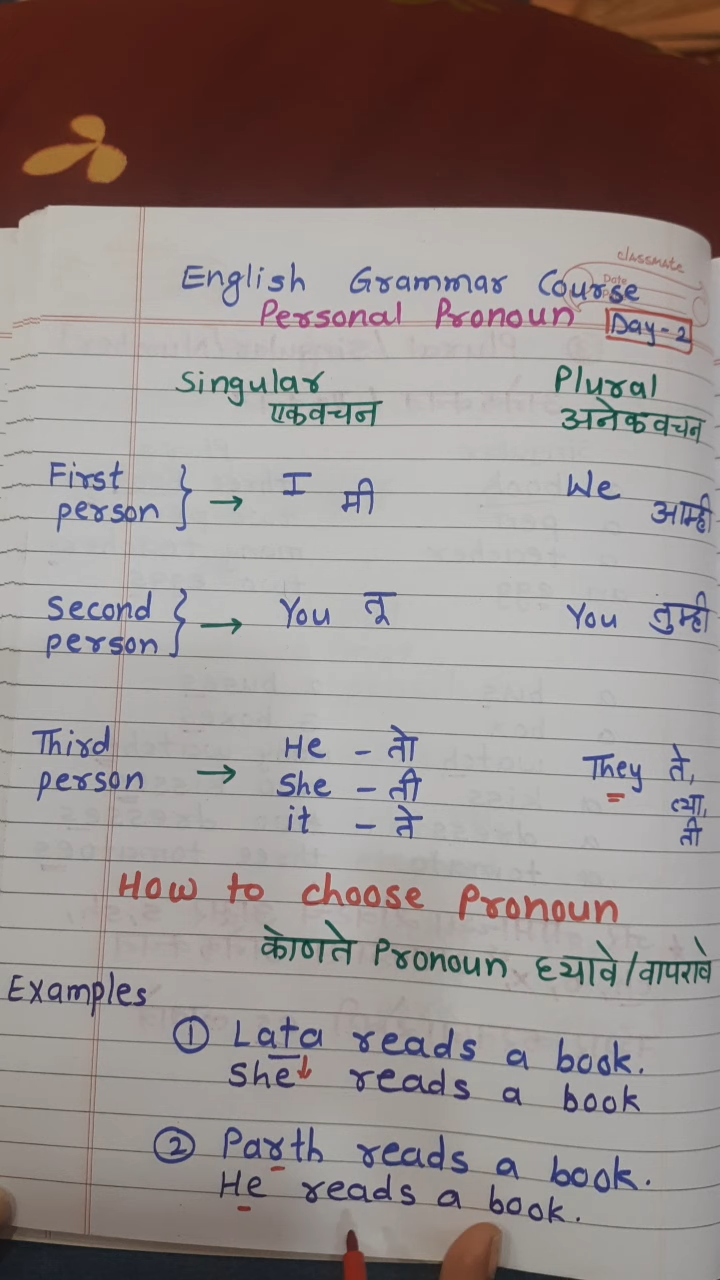 classmate
Date
English Grammar Course
Personal Pronoun Day-2
Singular Plural
एकवचन अनेकवचन
First person } → I मी We आम्ही
Second person } → You तू You तुम्ही
Third person → He - तो They ते,
She - ती त्या,
it - ते ती
How to choose Pronoun
कोणते Pronoun घ्यावे/वापरावे
Examples
① Lata reads a book.
She reads a book
② Parth reads a book.
He reads a book.